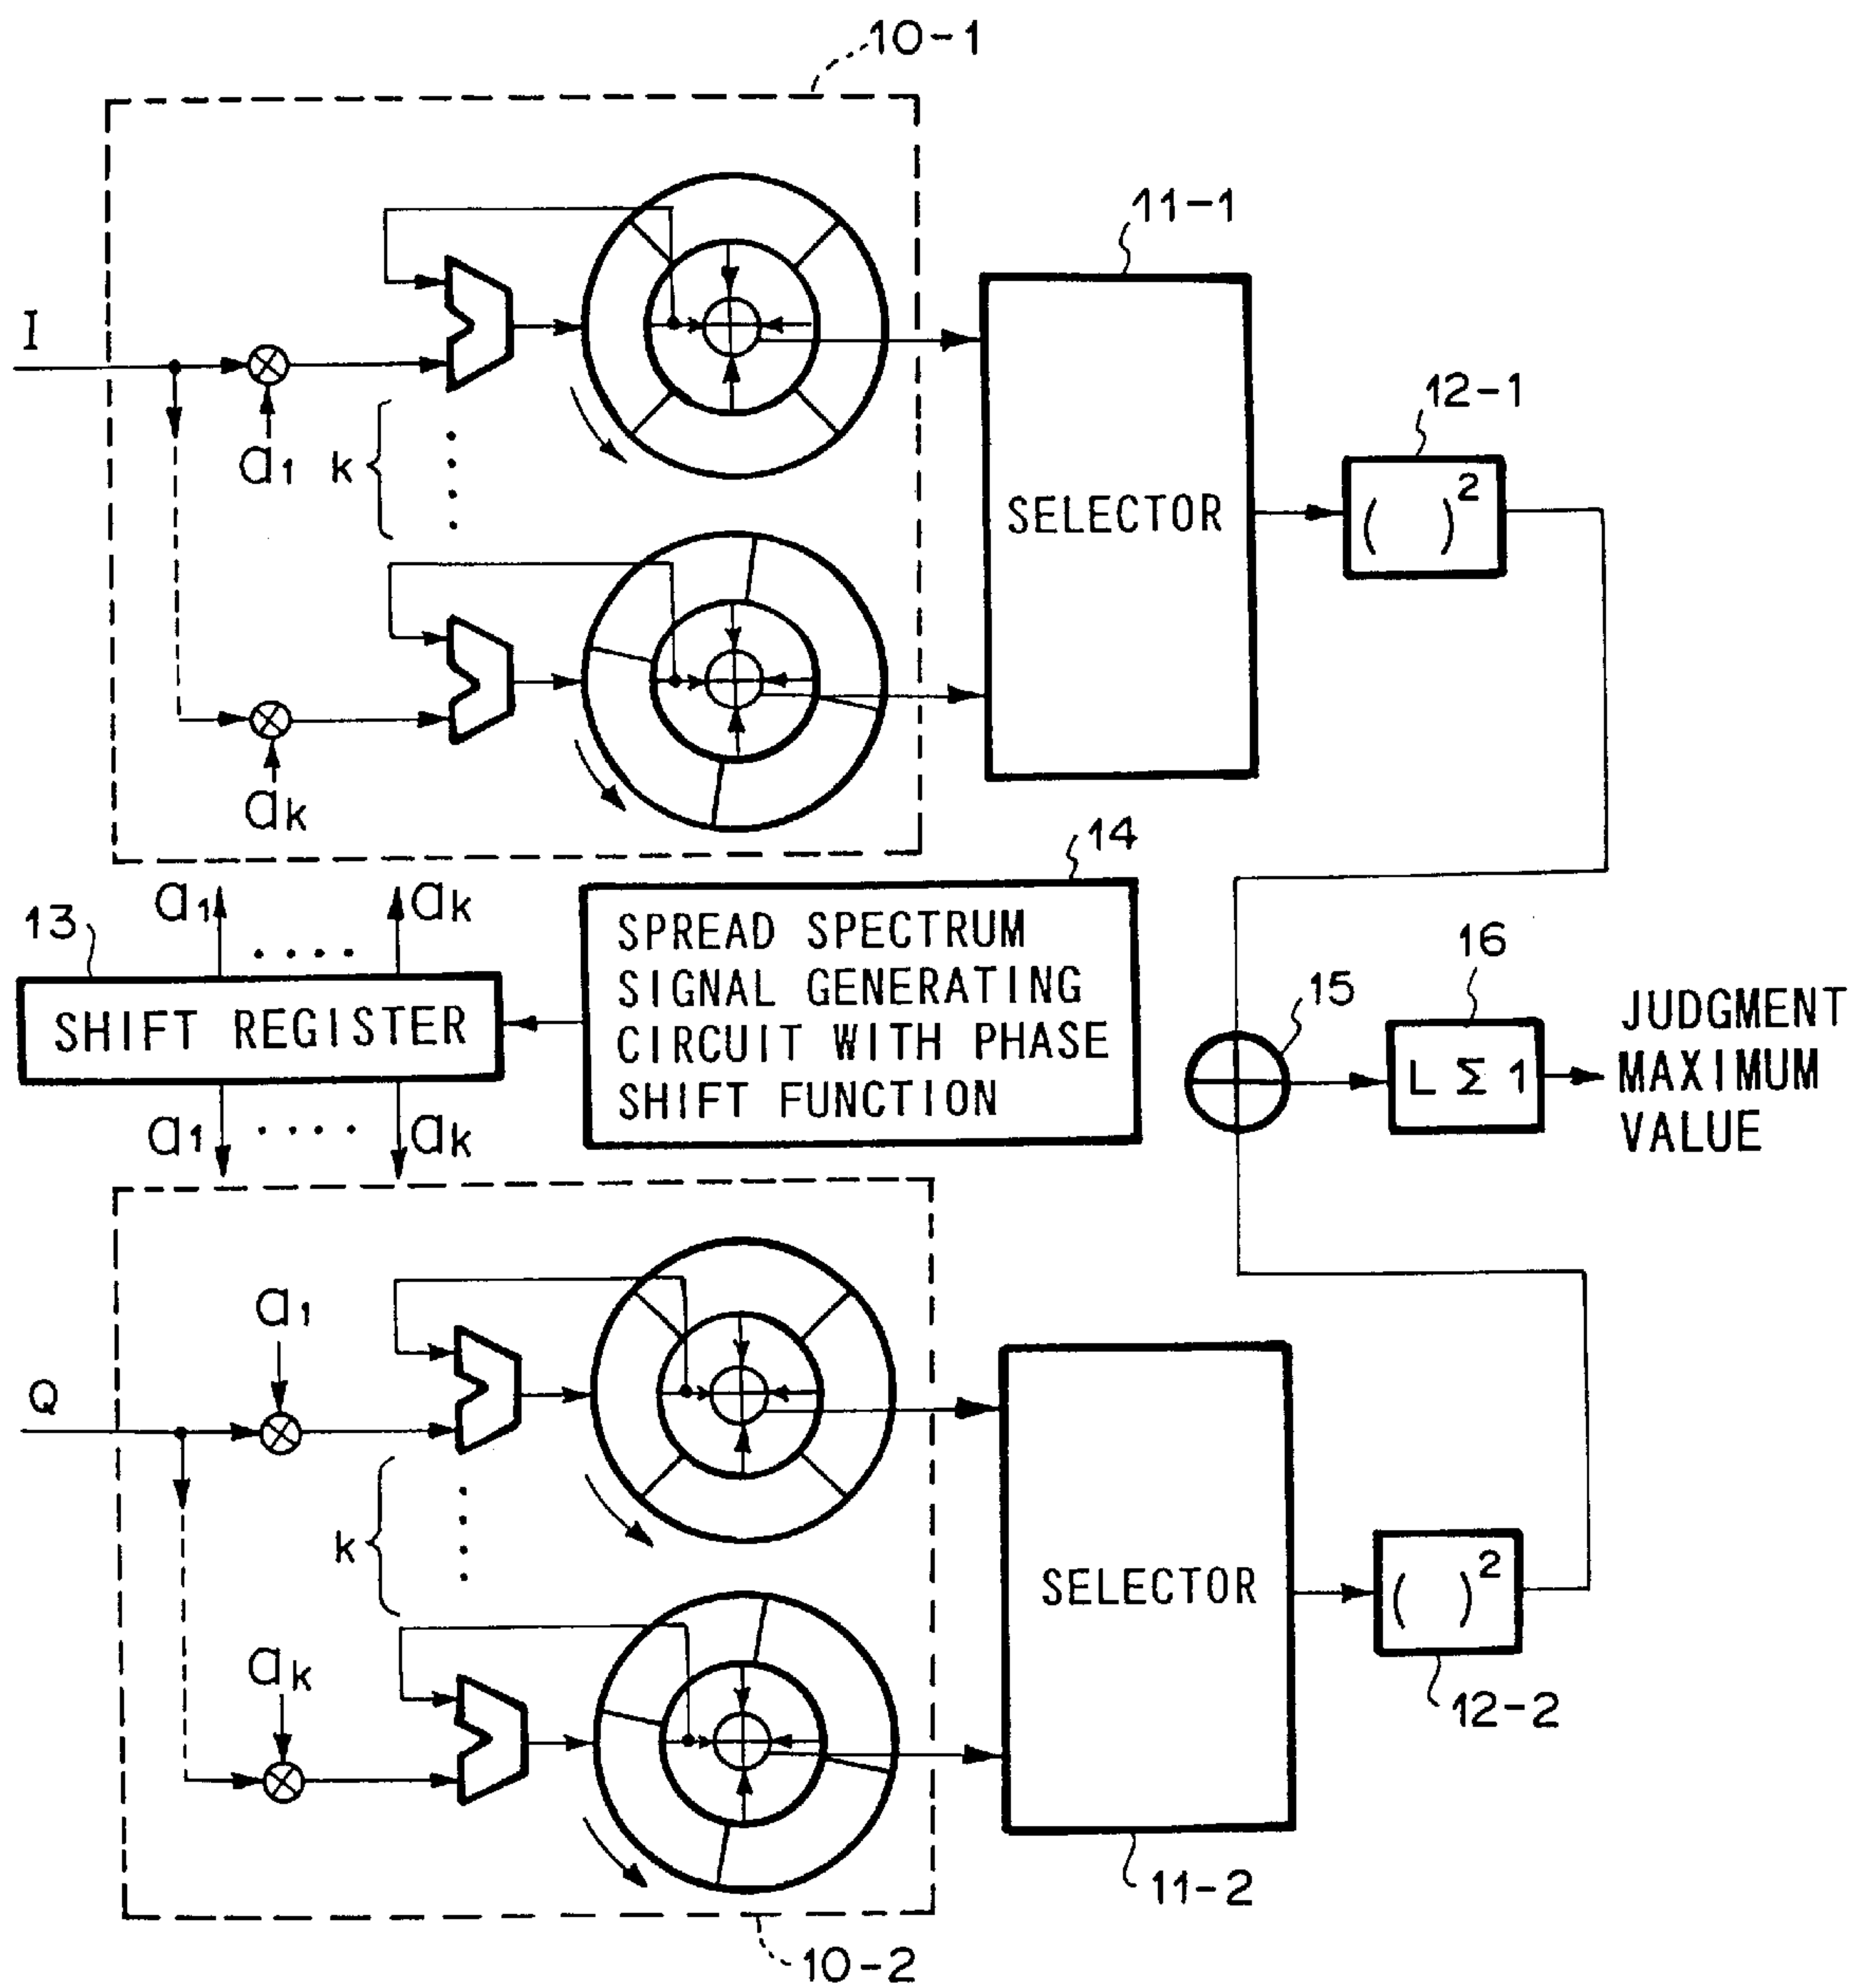 10-1
11-1
I
12-1
a1
k
SELECTOR
( )2
ak
14
a1
ak
13
SPREAD SPECTRUM
SIGNAL GENERATING
CIRCUIT WITH PHASE
SHIFT FUNCTION
SHIFT REGISTER
16
15
JUDGMENT
MAXIMUM
VALUE
L Σ 1
a1
ak
a1
Q
k
SELECTOR
( )2
ak
12-2
11-2
10-2